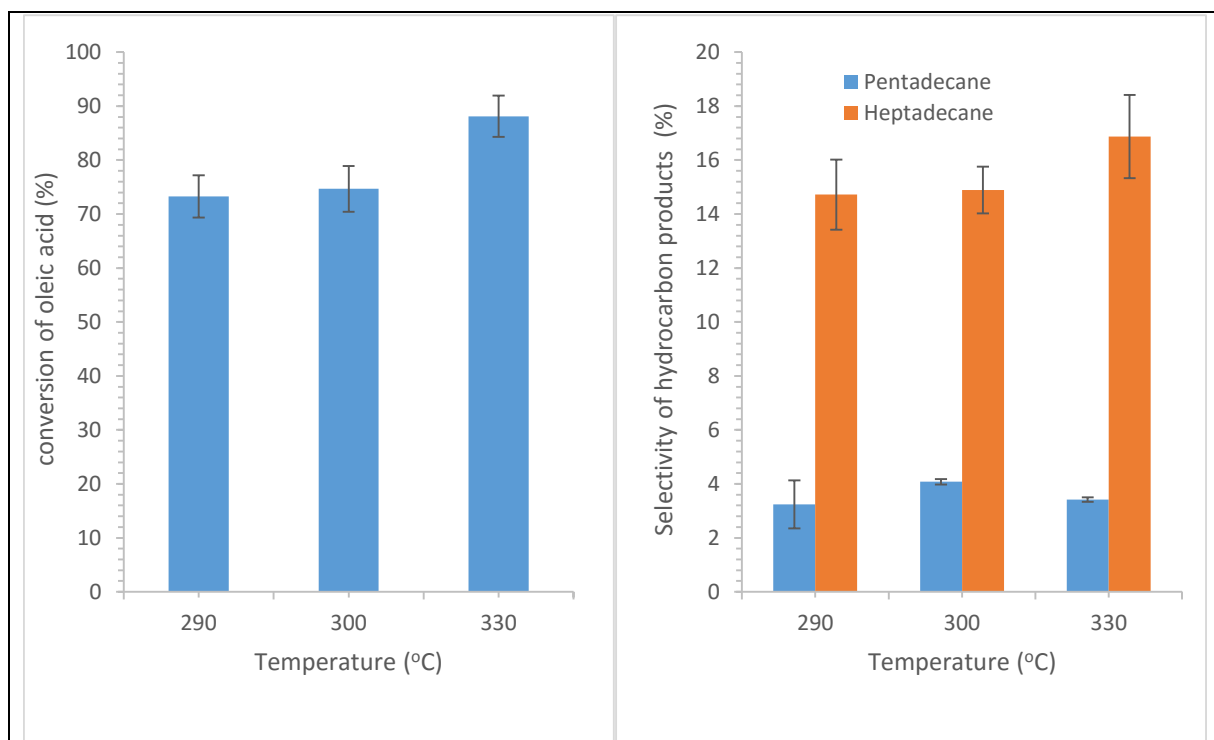 100
90
80
70
60
50
40
30
20
10
0
conversion of oleic acid (%)
290 300 330
Temperature (°C)
20
18
16
14
12
10
8
6
4
2
0
Selectivity of hydrocarbon products (%)
Pentadecane
Heptadecane
290 300 330
Temperature (°C)